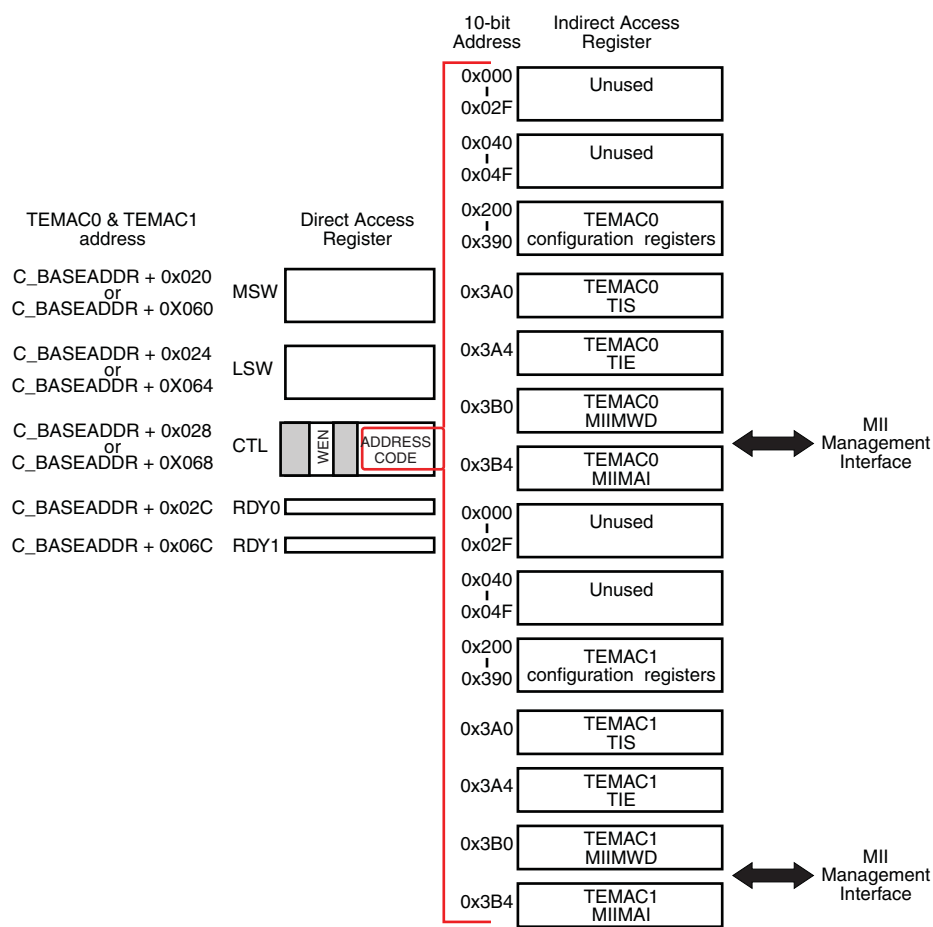 10-bit
Address
Indirect Access
Register
0x000
0x02F
Unused
0x040
0x04F
Unused
0x200
0x390
TEMAC0
configuration registers
0x3A0
TEMAC0
TIS
0x3A4
TEMAC0
TIE
0x3B0
TEMAC0
MIIMWD
0x3B4
TEMAC0
MIIMAI
MII
Management
Interface
TEMAC0 & TEMAC1
address
Direct Access
Register
C_BASEADDR + 0x020
or
C_BASEADDR + 0X060
MSW
C_BASEADDR + 0x024
or
C_BASEADDR + 0X064
LSW
C_BASEADDR + 0x028
or
C_BASEADDR + 0X068
CTL
WEN
ADDRESS
CODE
C_BASEADDR + 0x02C
RDY0
C_BASEADDR + 0x06C
RDY1
0x000
0x02F
Unused
0x040
0x04F
Unused
0x200
0x390
TEMAC1
configuration registers
0x3A0
TEMAC1
TIS
0x3A4
TEMAC1
TIE
0x3B0
TEMAC1
MIIMWD
0x3B4
TEMAC1
MIIMAI
MII
Management
Interface